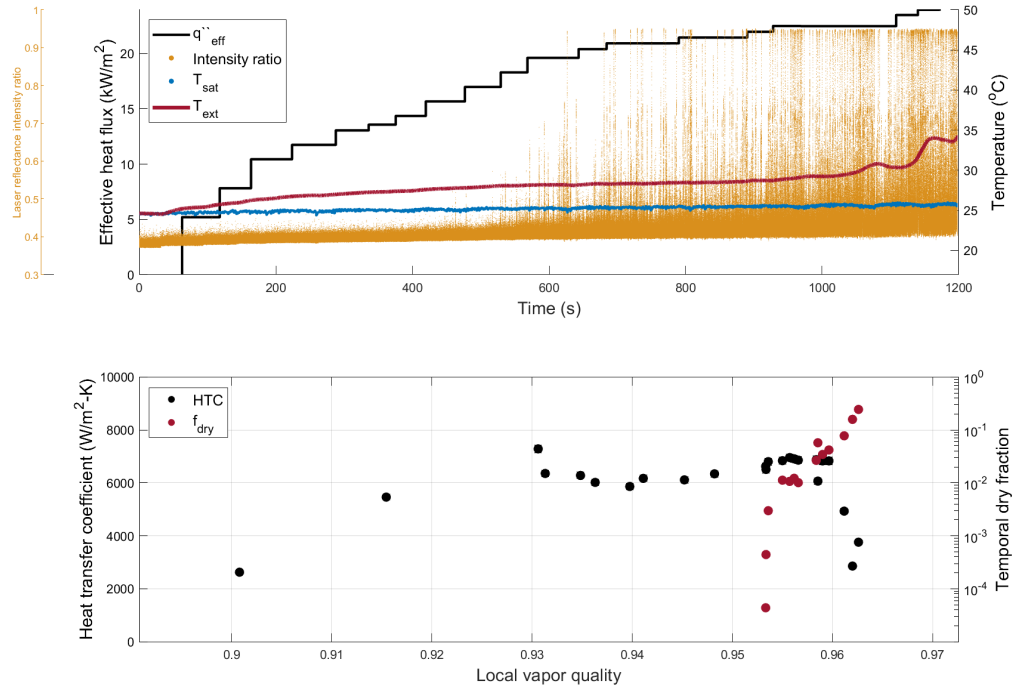 1
0.9
0.8
0.7
0.6
0.5
0.4
0.3
Laser reflectance intensity ratio
20
15
10
5
0
Effective heat flux (kW/m²)
q``eff
Intensity ratio
Tsat
Text
50
45
40
35
30
25
20
Temperature (°C)
0 200 400 600 800 1000 1200
Time (s)
10000
8000
6000
4000
2000
0
Heat transfer coefficient (W/m²-K)
HTC
fdry
10⁰
10⁻¹
10⁻²
10⁻³
10⁻⁴
Temporal dry fraction
0.9 0.91 0.92 0.93 0.94 0.95 0.96 0.97
Local vapor quality